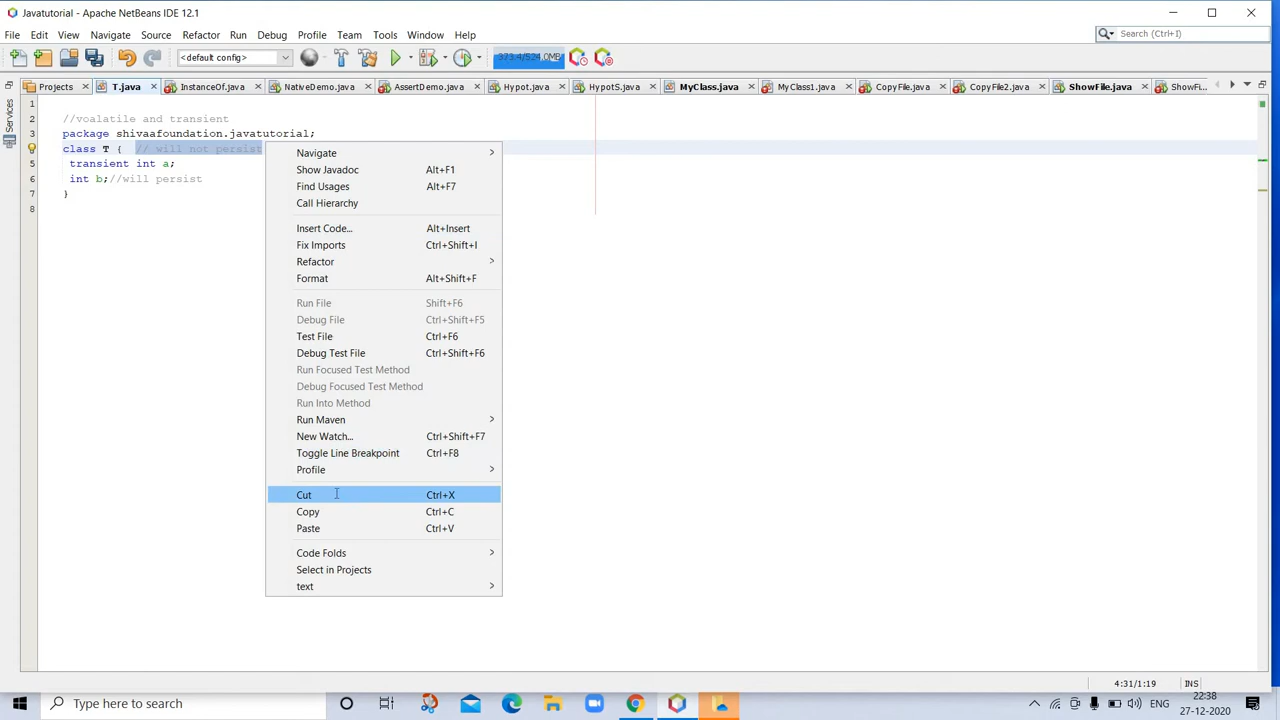 Javatutorial - Apache NetBeans IDE 12.1
File Edit View Navigate Source Refactor Run Debug Profile Team Tools Window Help
Search (Ctrl+I)
<default config>
373.4/524.0MB
Projects T.java InstanceOf.java NativeDemo.java AssertDemo.java Hypot.java HypotS.java MyClass.java MyClass1.java CopyFile.java CopyFile2.java ShowFile.java ShowFi...
Services
1
2 //voalatile and transient
3 package shivaafoundation.javatutorial;
class T { // will not persist
5 transient int a;
6 int b;//will persist
7 }
8
Navigate
Show Javadoc Alt+F1
Find Usages Alt+F7
Call Hierarchy
Insert Code... Alt+Insert
Fix Imports Ctrl+Shift+I
Refactor
Format Alt+Shift+F
Run File Shift+F6
Debug File Ctrl+Shift+F5
Test File Ctrl+F6
Debug Test File Ctrl+Shift+F6
Run Focused Test Method
Debug Focused Test Method
Run Into Method
Run Maven
New Watch... Ctrl+Shift+F7
Toggle Line Breakpoint Ctrl+F8
Profile
Cut Ctrl+X
Copy Ctrl+C
Paste Ctrl+V
Code Folds
Select in Projects
text
4:31/1:19 INS
Type here to search
ENG
22:38
27-12-2020